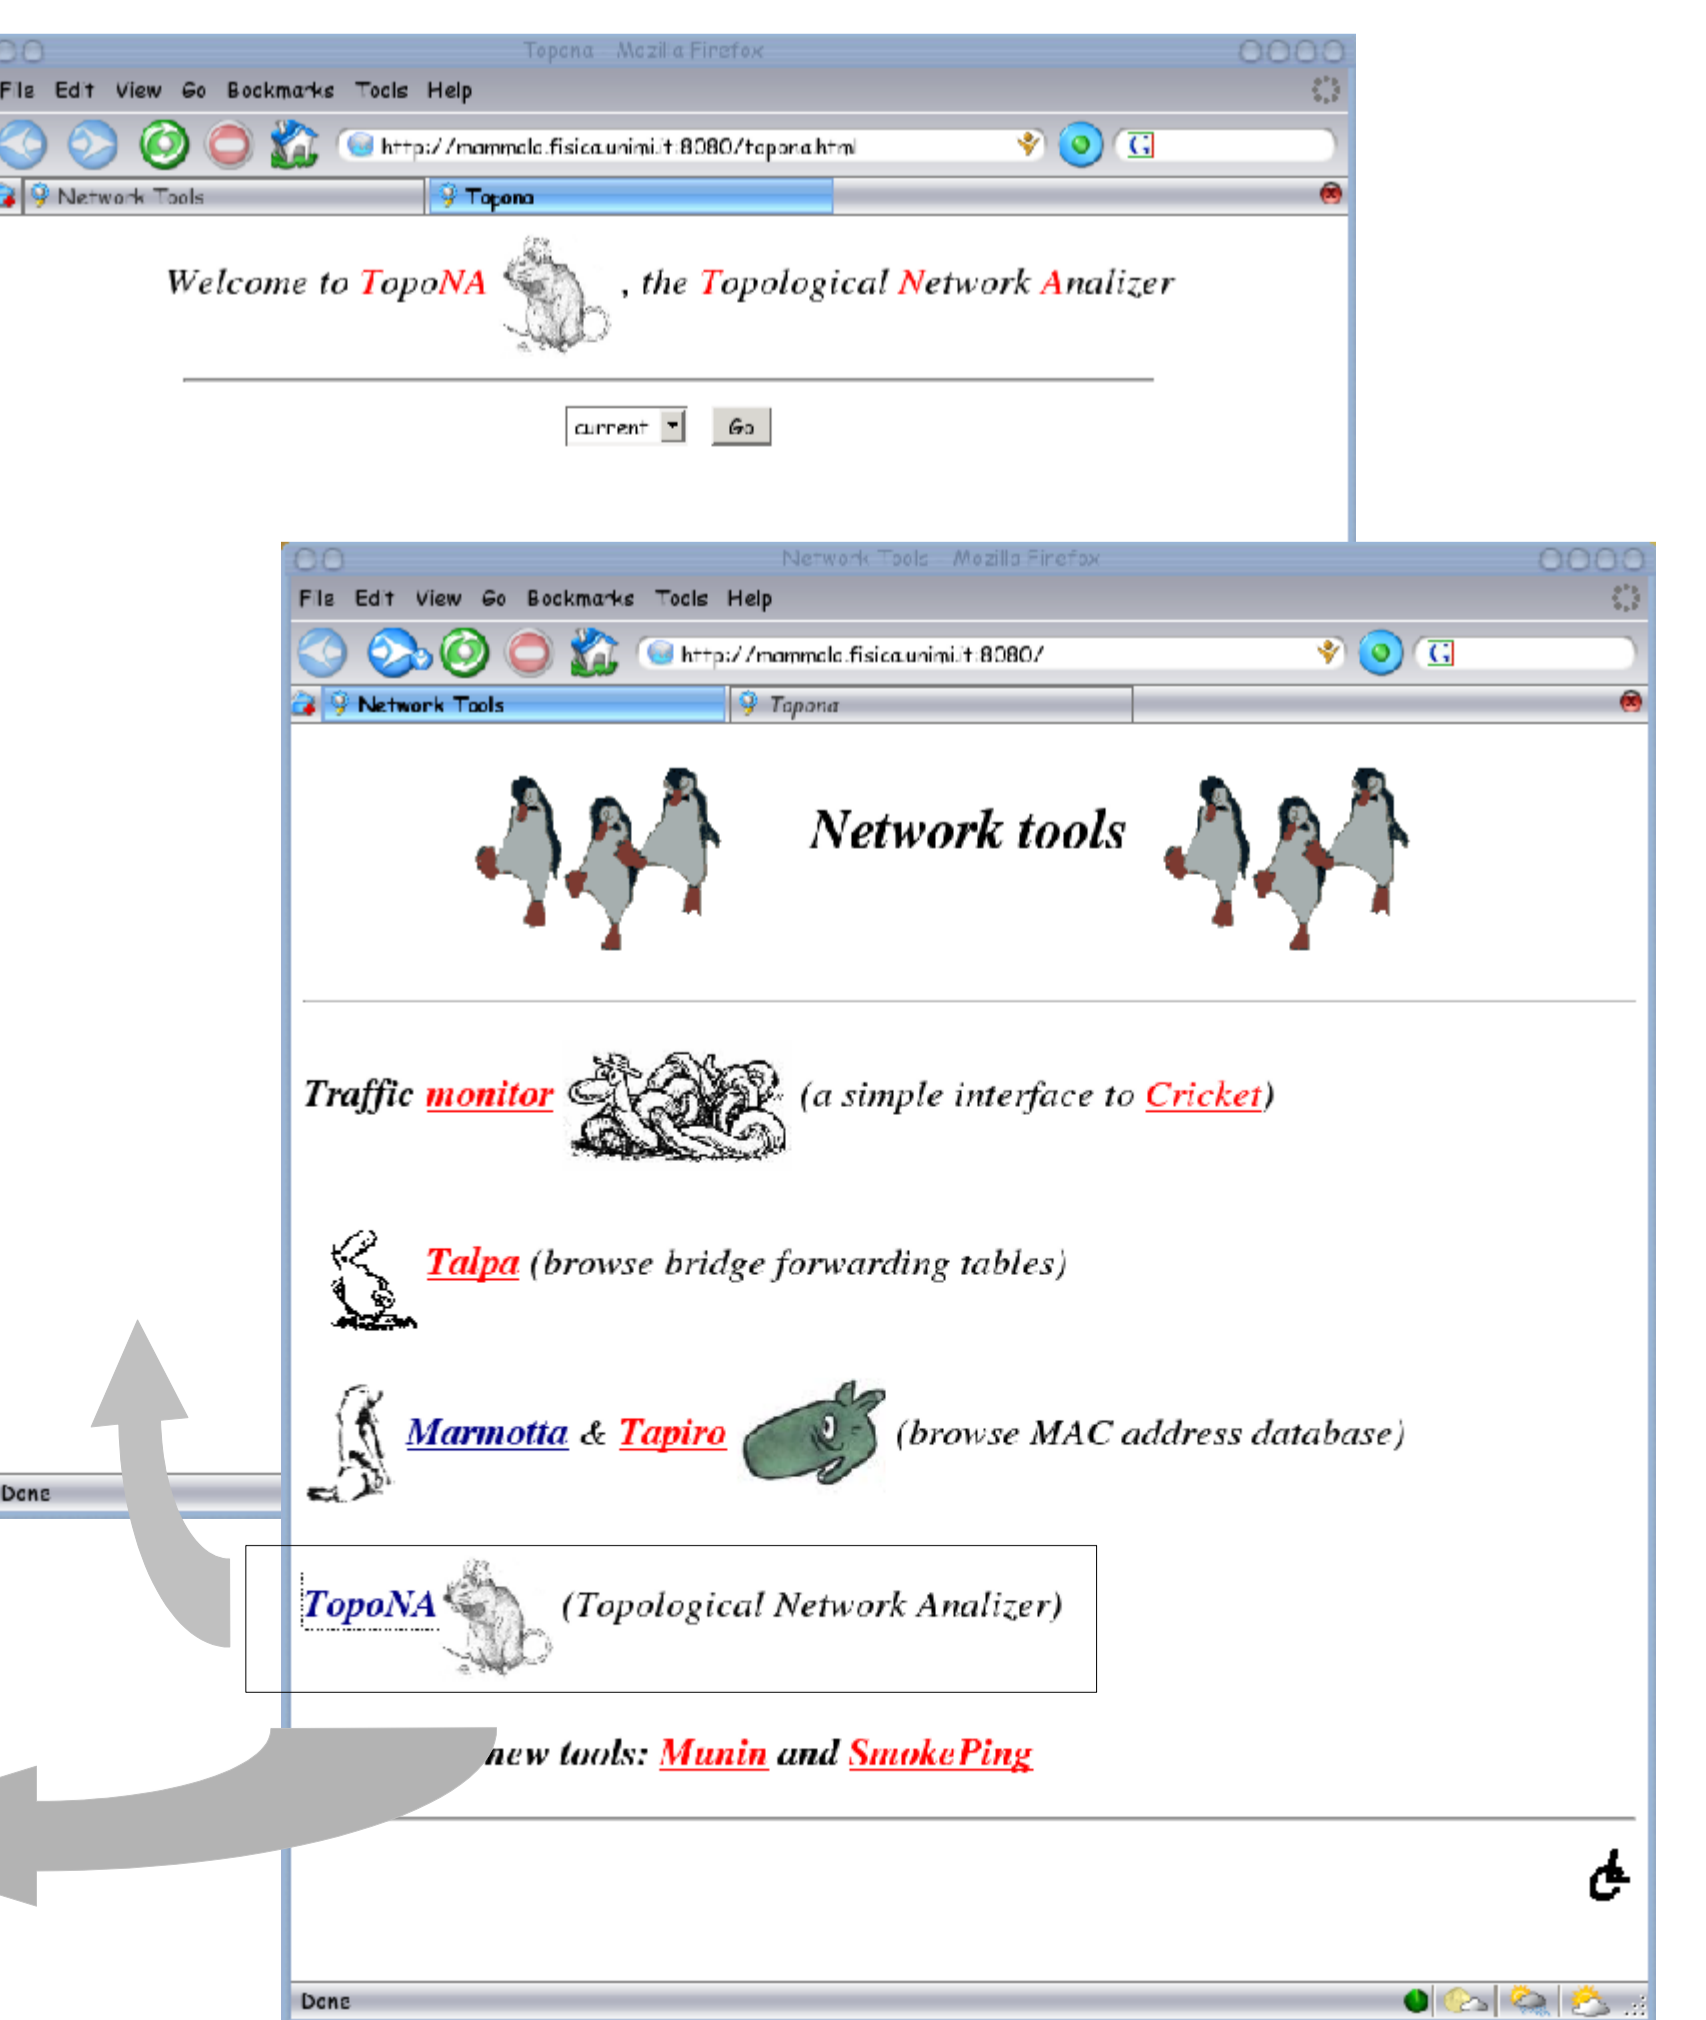 Topona - Mozilla Firefox
File Edit View Go Bookmarks Tools Help
http://mammolo.fisica.unimi.it:8080/topona.html
G
Network Tools
Topona
Welcome to TopoNA , the Topological Network Analizer
current Go
Network Tools - Mozilla Firefox
File Edit View Go Bookmarks Tools Help
http://mammolo.fisica.unimi.it:8080/
G
Network Tools
Topona
Network tools
Traffic monitor (a simple interface to Cricket)
Talpa (browse bridge forwarding tables)
Marmotta & Tapiro (browse MAC address database)
Done
TopoNA (Topological Network Analizer)
new tools: Munin and SmokePing
Done